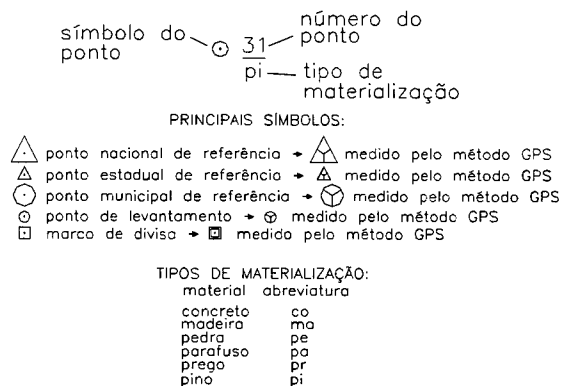 símbolo do ponto
número do ponto
31
pi
tipo de materialização
PRINCIPAIS SÍMBOLOS:
ponto nacional de referência → medido pelo método GPS
ponto estadual de referência → medido pelo método GPS
ponto municipal de referência → medido pelo método GPS
ponto de levantamento → medido pelo método GPS
marco de divisa → medido pelo método GPS
TIPOS DE MATERIALIZAÇÃO:
material abreviatura
concreto co
madeira ma
pedra pe
parafuso pa
prego pr
pino pi